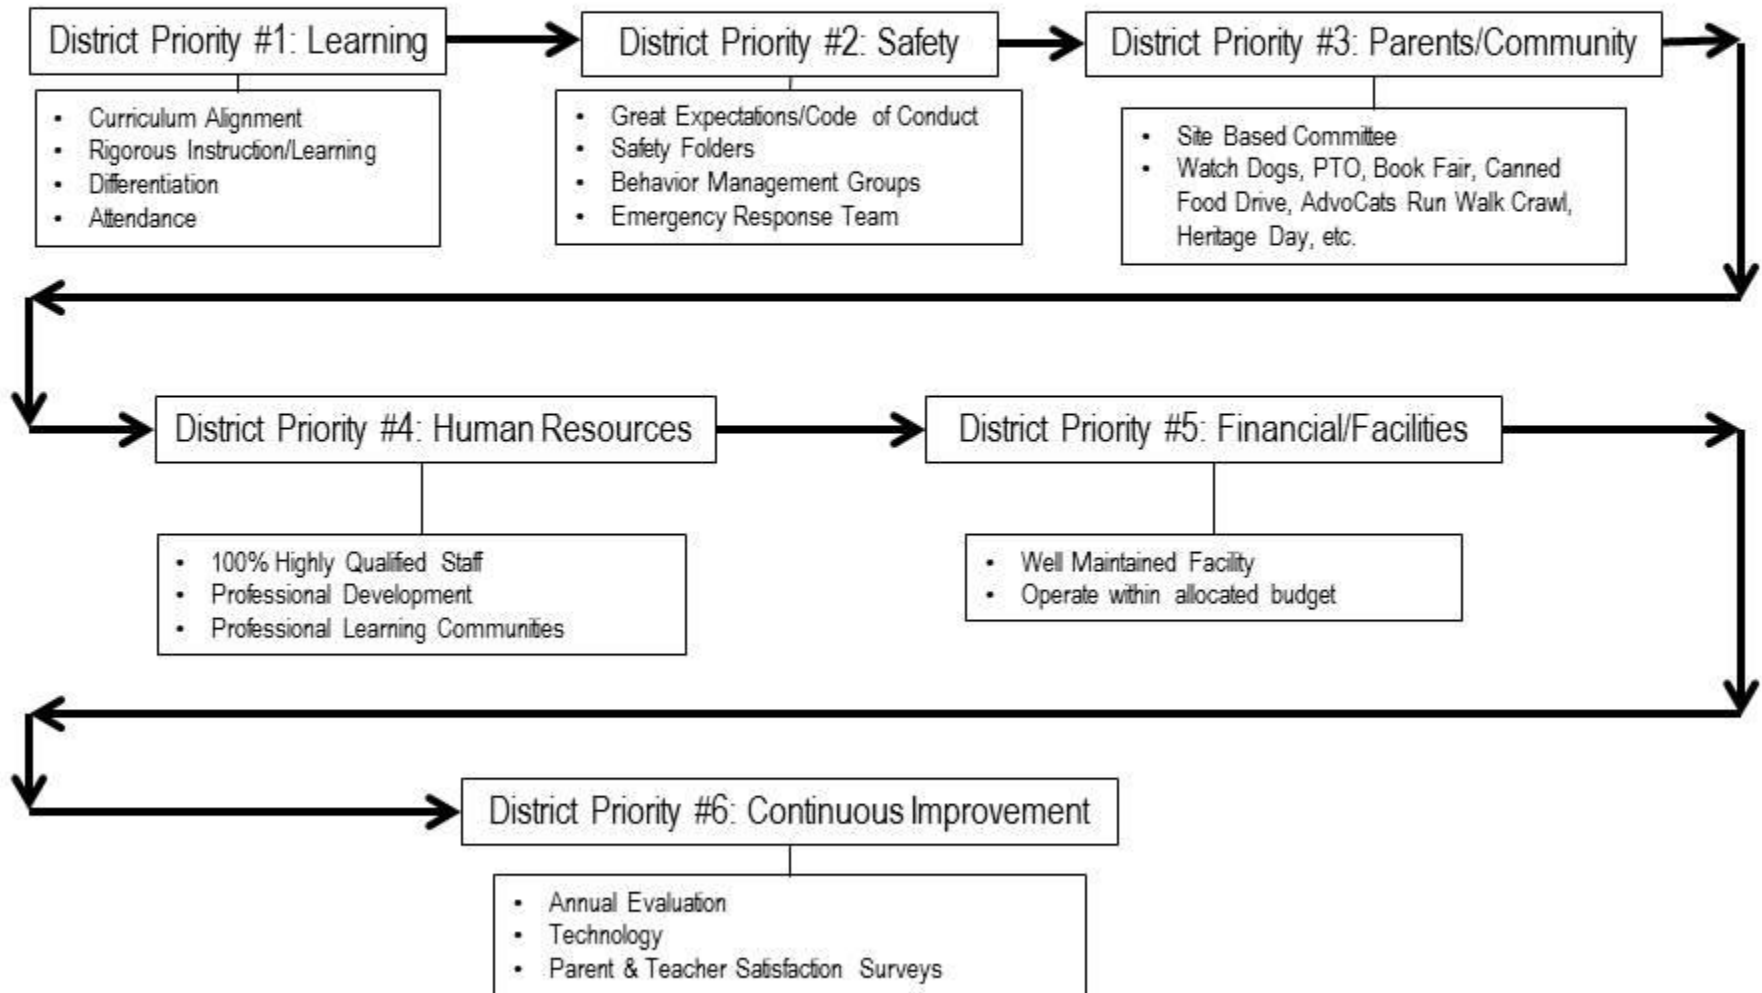 District Priority #1: Learning
District Priority #2: Safety
District Priority #3: Parents/Community
• Curriculum Alignment
• Rigorous Instruction/Learning
• Differentiation
• Attendance
• Great Expectations/Code of Conduct
• Safety Folders
• Behavior Management Groups
• Emergency Response Team
• Site Based Committee
• Watch Dogs, PTO, Book Fair, Canned
Food Drive, AdvoCats Run Walk Crawl,
Heritage Day, etc.
District Priority #4: Human Resources
District Priority #5: Financial/Facilities
• 100% Highly Qualified Staff
• Professional Development
• Professional Learning Communities
• Well Maintained Facility
• Operate within allocated budget
District Priority #6: Continuous Improvement
• Annual Evaluation
• Technology
• Parent & Teacher Satisfaction Surveys